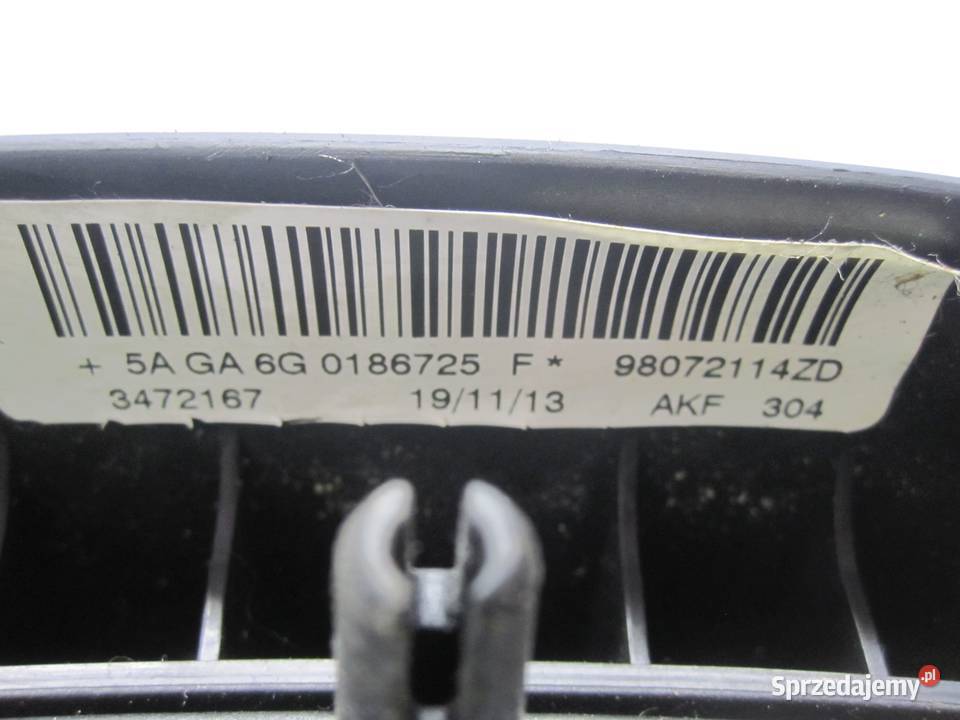 + 5A GA 6G 0186725 F * 98072114ZD
3472167 19/11/13 AKF 304
Sprzedajemy.pl